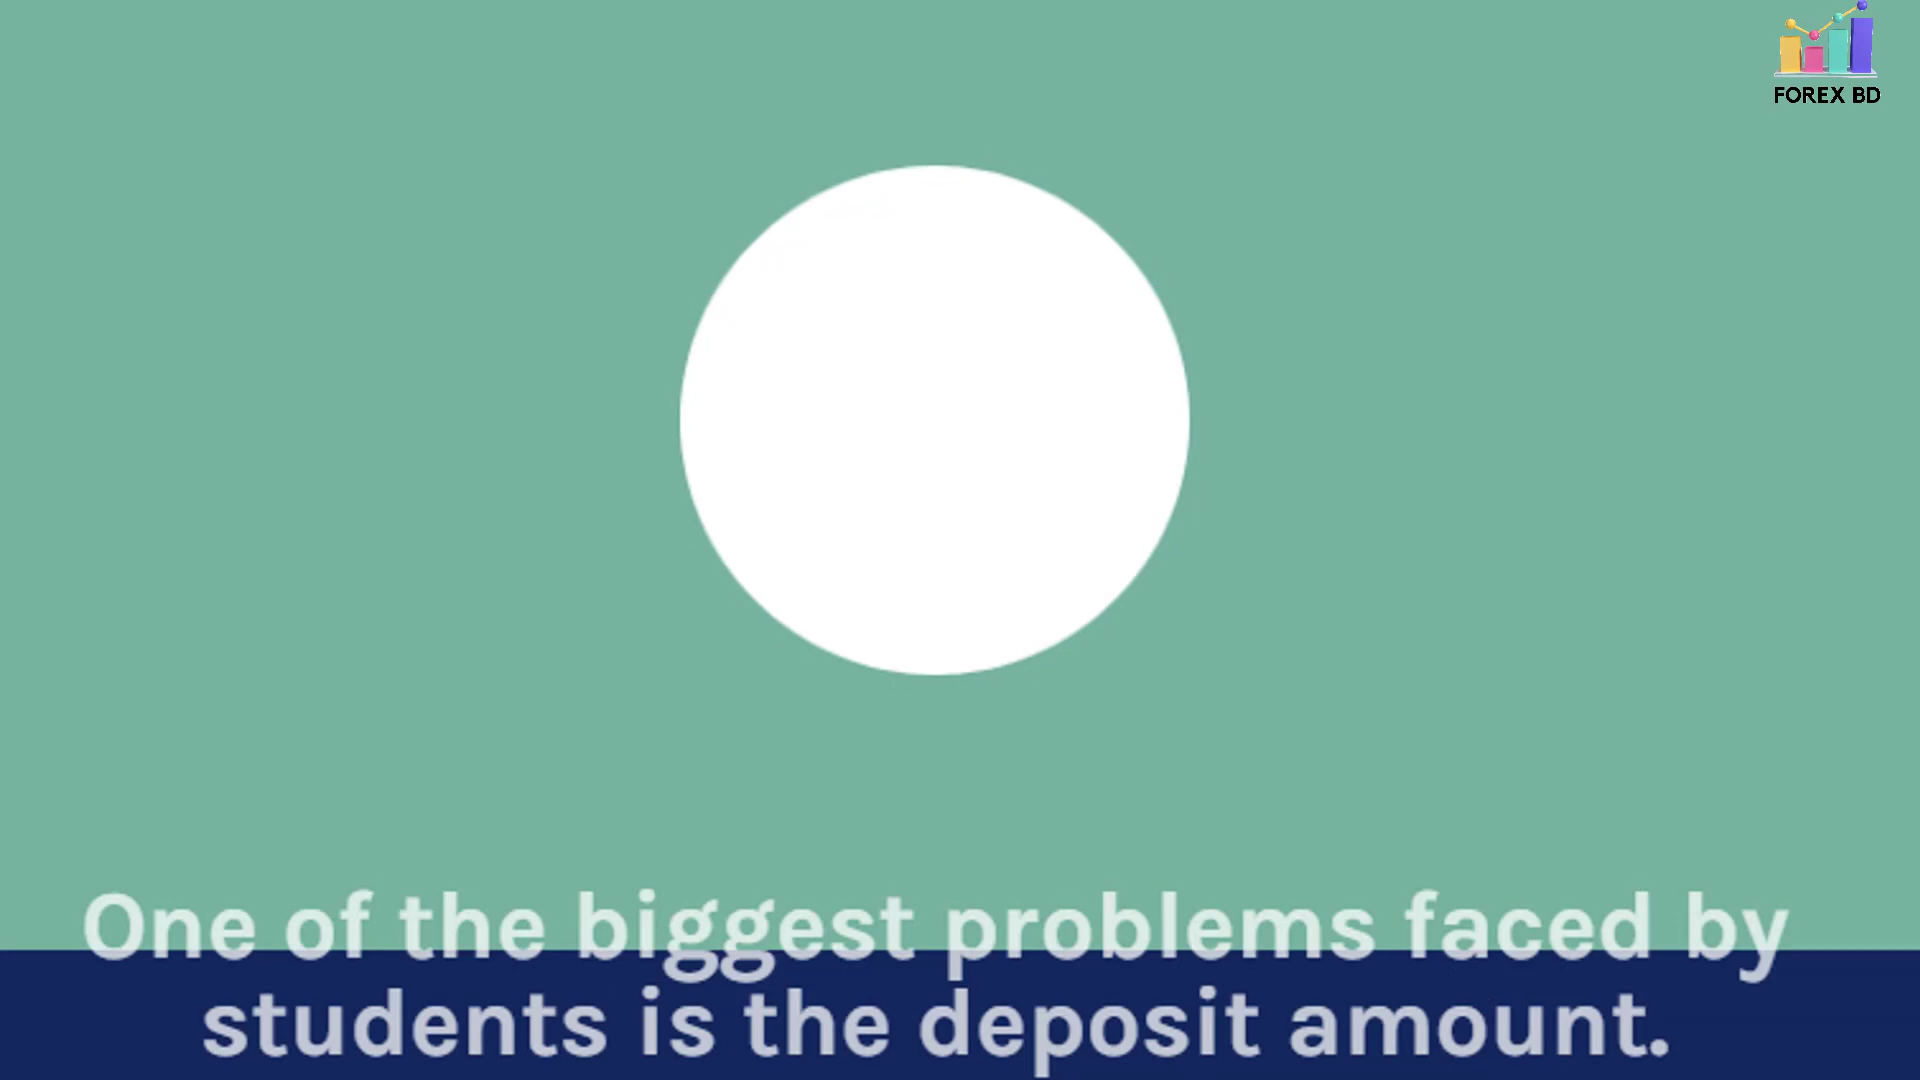 FOREX BD
One of the biggest problems faced by
students is the deposit amount.